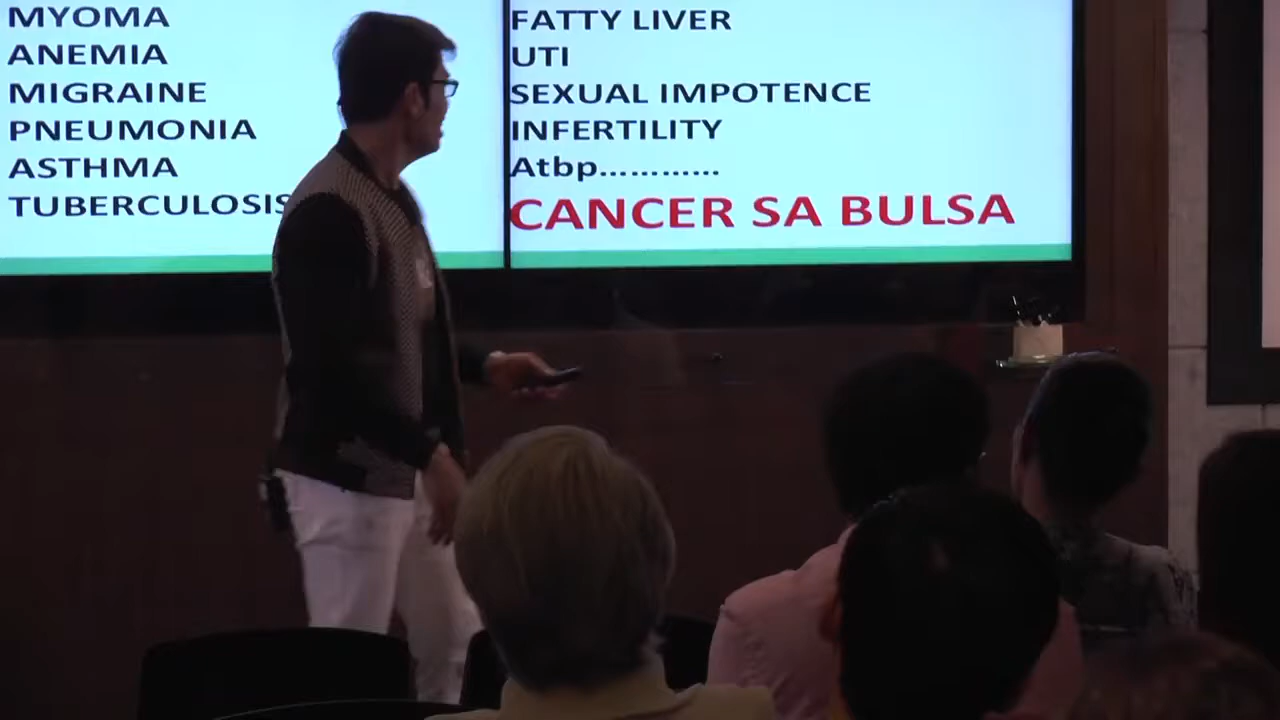 MYOMA
ANEMIA
MIGRAINE
PNEUMONIA
ASTHMA
TUBERCULOSIS
FATTY LIVER
UTI
SEXUAL IMPOTENCE
INFERTILITY
Atbp............
CANCER SA BULSA